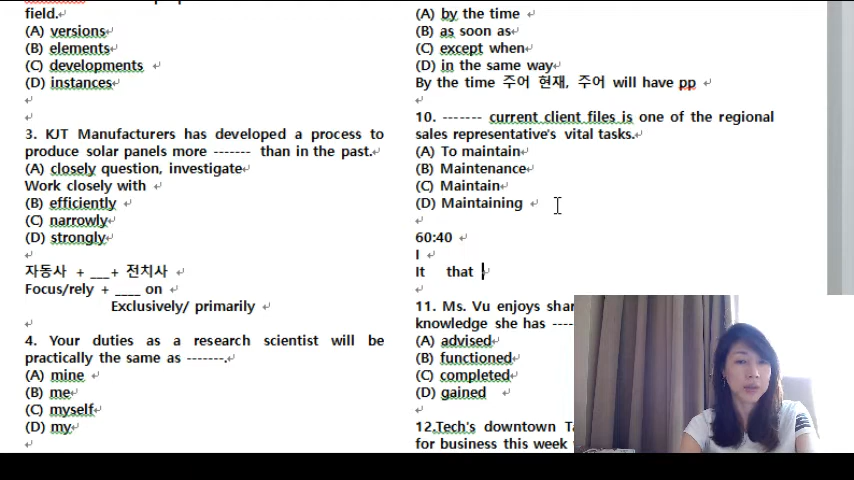 field.
(A) versions
(B) elements
(C) developments
(D) instances
3. KJT Manufacturers has developed a process to
produce solar panels more ------- than in the past.
(A) closely question, investigate
Work closely with
(B) efficiently
(C) narrowly
(D) strongly
자동사 + ___+ 전치사
Focus/rely + ____ on
Exclusively/ primarily
4. Your duties as a research scientist will be
practically the same as -------.
(A) mine
(B) me
(C) myself
(D) my
(A) by the time
(B) as soon as
(C) except when
(D) in the same way
By the time 주어 현재, 주어 will have pp
10. ------- current client files is one of the regional
sales representative's vital tasks.
(A) To maintain
(B) Maintenance
(C) Maintain
(D) Maintaining
60:40
I
It that
11. Ms. Vu enjoys
knowledge she has ----
(A) advised
(B) functioned
(C) completed
(D) gained
12.Tech's downtown
for business this week